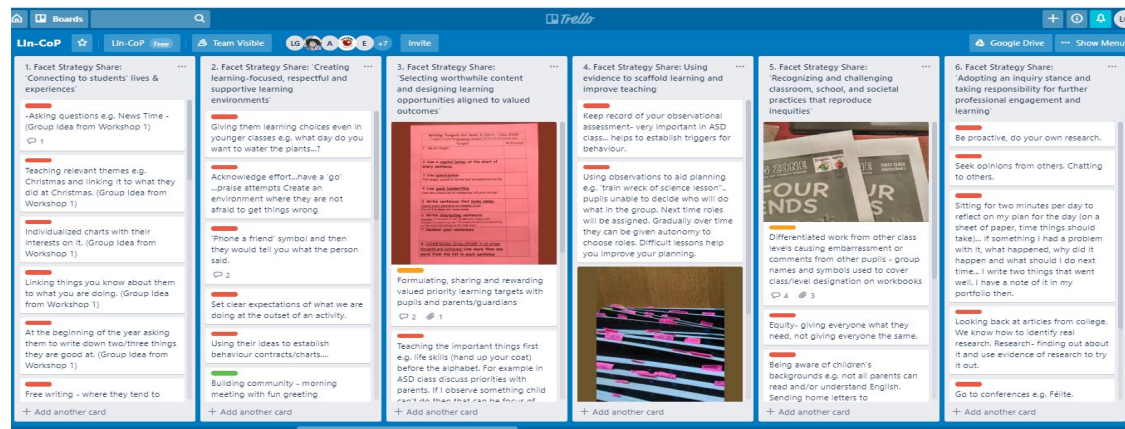 Boards
Trello
LIn-CoP
LIn-CoP Free
Team Visible
LG
A
E
+7
Invite
Google Drive
··· Show Menu
1. Facet Strategy Share:
'Connecting to students' lives &
experiences'
-Asking questions e.g. News Time -
(Group Idea from Workshop 1)
1
Teaching relevant themes e.g.
Christmas and linking it to what they
did at Christmas. (Group Idea from
Workshop 1)
Individualized charts with their
interests on it. (Group Idea from
Workshop 1)
Linking things you know about them
to what you are doing. (Group Idea
from Workshop 1)
At the beginning of the year asking
them to write down two/three things
they are good at. (Group Idea from
Workshop 1)
Free writing - where they tend to
+ Add another card
2. Facet Strategy Share: 'Creating
learning-focused, respectful and
supportive learning
environments'
Giving them learning choices even in
younger classes e.g. what day do you
want to water the plants...?
Acknowledge effort...have a 'go'
...praise attempts Create an
environment where they are not
afraid to get things wrong
'Phone a friend' symbol and then
they would tell you what the person
said.
2
Set clear expectations of what we are
doing at the outset of an activity.
Using their ideas to establish
behaviour contracts/charts....
Building community - morning
meeting with fun greeting
+ Add another card
3. Facet Strategy Share:
'Selecting worthwhile content
and designing learning
opportunities aligned to valued
outcomes'
Formulating, sharing and rewarding
valued priority learning targets with
pupils and parents/guardians
2 1
Teaching the important things first
e.g. life skills (hand up your coat)
before the alphabet. For example in
ASD class discuss priorities with
parents. if I observe something child
can't do then that can be focus of
+ Add another card
4. Facet Strategy Share: Using
evidence to scaffold learning and
improve teaching
Keep record of your observational
assessment- very important in ASD
class... helps to establish triggers for
behaviour.
Using observations to aid planning
e.g. 'train wreck of science lesson"..
pupils unable to decide who will do
what in the group. Next time roles
will be assigned. Gradually over time
they can be given autonomy to
choose roles. Difficult lessons help
you improve your planning.
+ Add another card
5. Facet Strategy Share:
'Recognizing and challenging
classroom, school, and societal
practices that reproduce
inequities'
ZONE
FOUR
Differentiated work from other class
levels causing embarrassment or
comments from other pupils - group
names and symbols used to cover
class/level designation on workbooks
4 3
Equity- giving everyone what they
need, not giving everyone the same.
Being aware of children's
backgrounds e.g. not all parents can
read and/or understand English.
Sending home letters to
+ Add another card
6. Facet Strategy Share:
'Adopting an inquiry stance and
taking responsibility for further
professional engagement and
learning'
Be proactive, do your own research.
Seek opinions from others. Chatting
to others.
Sitting for two minutes per day to
reflect on my plan for the day (on a
sheet of paper, time things should
take)... if something I had a problem
with it, what happened, why did it
happen and what should I do next
time... I write two things that went
well. I have a note of it in my
portfolio then.
Looking back at articles from college.
We know how to identify real
research. Research- finding out about
it and use evidence of research to try
it out.
Go to conferences e.g. Féilte.
+ Add another card